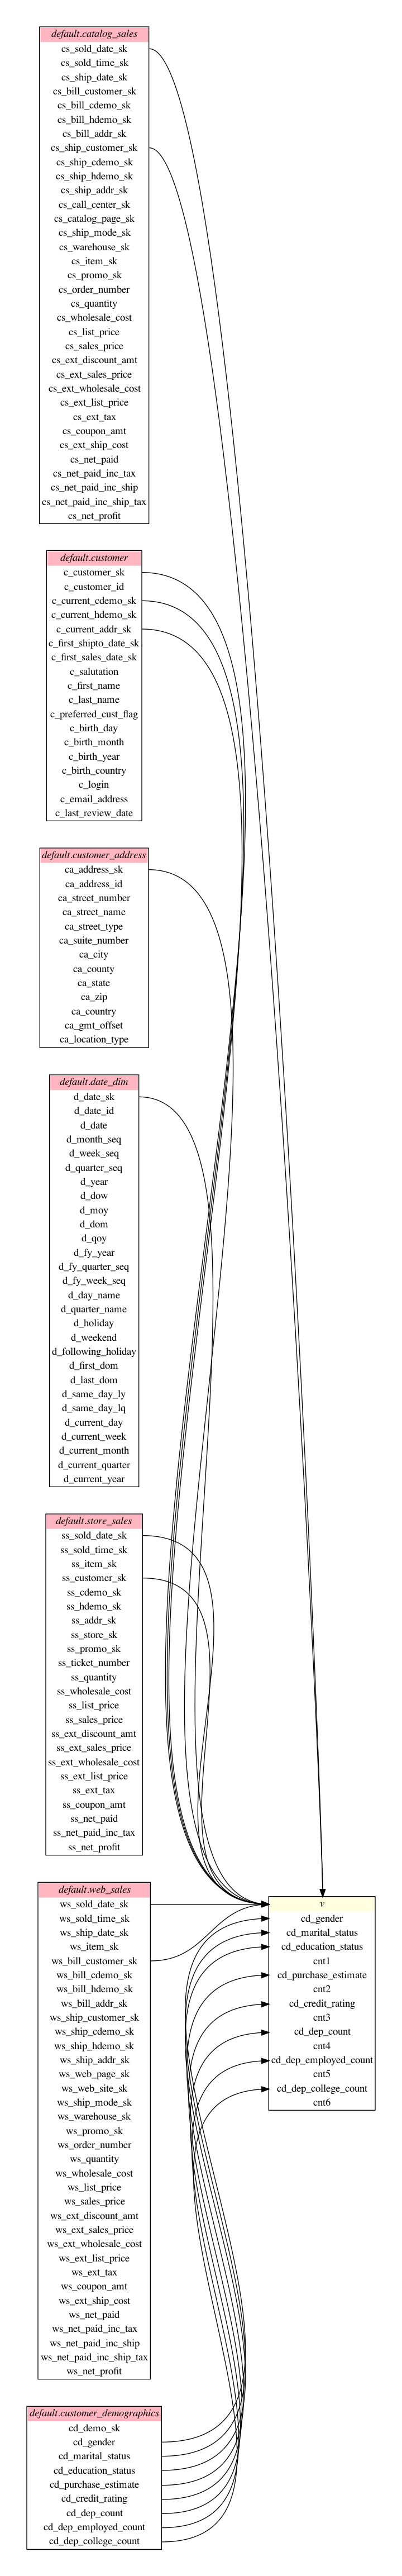 default.catalog_sales
cs_sold_date_sk
cs_sold_time_sk
cs_ship_date_sk
cs_bill_customer_sk
cs_bill_cdemo_sk
cs_bill_hdemo_sk
cs_bill_addr_sk
cs_ship_customer_sk
cs_ship_cdemo_sk
cs_ship_hdemo_sk
cs_ship_addr_sk
cs_call_center_sk
cs_catalog_page_sk
cs_ship_mode_sk
cs_warehouse_sk
cs_item_sk
cs_promo_sk
cs_order_number
cs_quantity
cs_wholesale_cost
cs_list_price
cs_sales_price
cs_ext_discount_amt
cs_ext_sales_price
cs_ext_wholesale_cost
cs_ext_list_price
cs_ext_tax
cs_coupon_amt
cs_ext_ship_cost
cs_net_paid
cs_net_paid_inc_tax
cs_net_paid_inc_ship
cs_net_paid_inc_ship_tax
cs_net_profit
default.customer
c_customer_sk
c_customer_id
c_current_cdemo_sk
c_current_hdemo_sk
c_current_addr_sk
c_first_shipto_date_sk
c_first_sales_date_sk
c_salutation
c_first_name
c_last_name
c_preferred_cust_flag
c_birth_day
c_birth_month
c_birth_year
c_birth_country
c_login
c_email_address
c_last_review_date
default.customer_address
ca_address_sk
ca_address_id
ca_street_number
ca_street_name
ca_street_type
ca_suite_number
ca_city
ca_county
ca_state
ca_zip
ca_country
ca_gmt_offset
ca_location_type
default.date_dim
d_date_sk
d_date_id
d_date
d_month_seq
d_week_seq
d_quarter_seq
d_year
d_dow
d_moy
d_dom
d_qoy
d_fy_year
d_fy_quarter_seq
d_fy_week_seq
d_day_name
d_quarter_name
d_holiday
d_weekend
d_following_holiday
d_first_dom
d_last_dom
d_same_day_ly
d_same_day_lq
d_current_day
d_current_week
d_current_month
d_current_quarter
d_current_year
default.store_sales
ss_sold_date_sk
ss_sold_time_sk
ss_item_sk
ss_customer_sk
ss_cdemo_sk
ss_hdemo_sk
ss_addr_sk
ss_store_sk
ss_promo_sk
ss_ticket_number
ss_quantity
ss_wholesale_cost
ss_list_price
ss_sales_price
ss_ext_discount_amt
ss_ext_sales_price
ss_ext_wholesale_cost
ss_ext_list_price
ss_ext_tax
ss_coupon_amt
ss_net_paid
ss_net_paid_inc_tax
ss_net_profit
default.web_sales
ws_sold_date_sk
ws_sold_time_sk
ws_ship_date_sk
ws_item_sk
ws_bill_customer_sk
ws_bill_cdemo_sk
ws_bill_hdemo_sk
ws_bill_addr_sk
ws_ship_customer_sk
ws_ship_cdemo_sk
ws_ship_hdemo_sk
ws_ship_addr_sk
ws_web_page_sk
ws_web_site_sk
ws_ship_mode_sk
ws_warehouse_sk
ws_promo_sk
ws_order_number
ws_quantity
ws_wholesale_cost
ws_list_price
ws_sales_price
ws_ext_discount_amt
ws_ext_sales_price
ws_ext_wholesale_cost
ws_ext_list_price
ws_ext_tax
ws_coupon_amt
ws_ext_ship_cost
ws_net_paid
ws_net_paid_inc_tax
ws_net_paid_inc_ship
ws_net_paid_inc_ship_tax
ws_net_profit
default.customer_demographics
cd_demo_sk
cd_gender
cd_marital_status
cd_education_status
cd_purchase_estimate
cd_credit_rating
cd_dep_count
cd_dep_employed_count
cd_dep_college_count
v
cd_gender
cd_marital_status
cd_education_status
cnt1
cd_purchase_estimate
cnt2
cd_credit_rating
cnt3
cd_dep_count
cnt4
cd_dep_employed_count
cnt5
cd_dep_college_count
cnt6